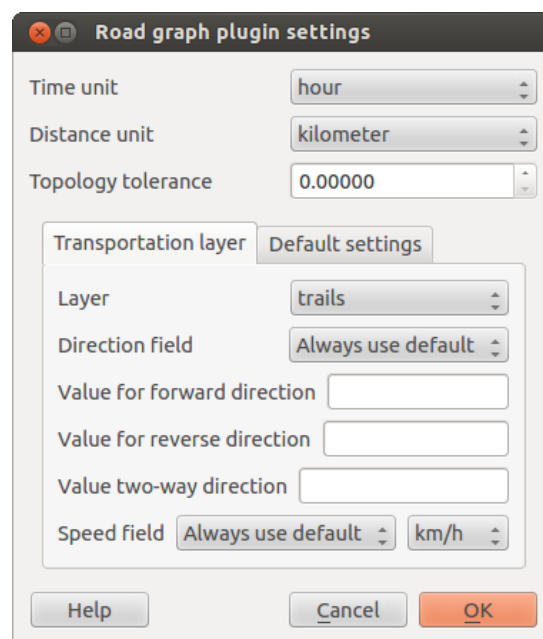 Road graph plugin settings
Time unit hour
Distance unit kilometer
Topology tolerance 0.00000
Transportation layer Default settings
Layer trails
Direction field Always use default
Value for forward direction
Value for reverse direction
Value two-way direction
Speed field Always use default km/h
Help Cancel OK